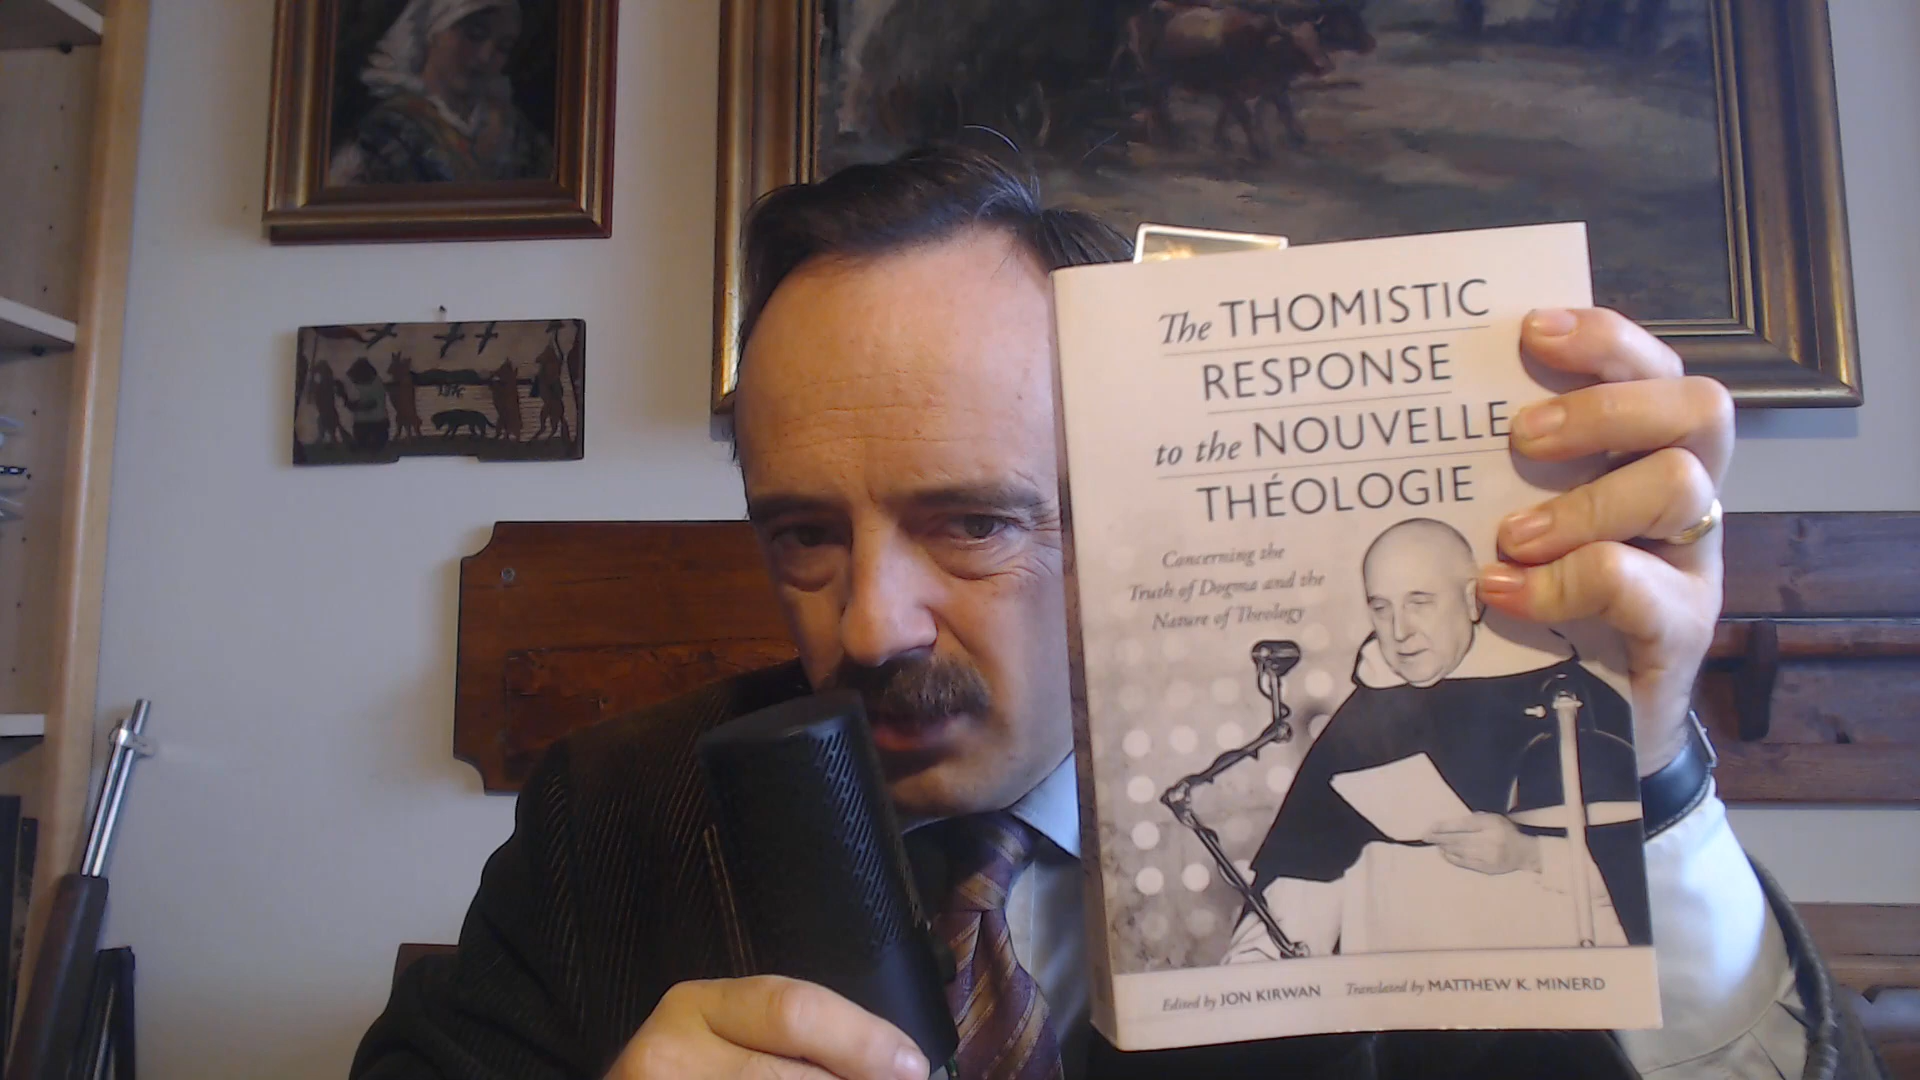 The THOMISTIC
RESPONSE
to the NOUVELLE
THÉOLOGIE
Concerning the
Truth of Dogma and the
Nature of Theology
Edited by JON KIRWAN Translated by MATTHEW K. MINERD